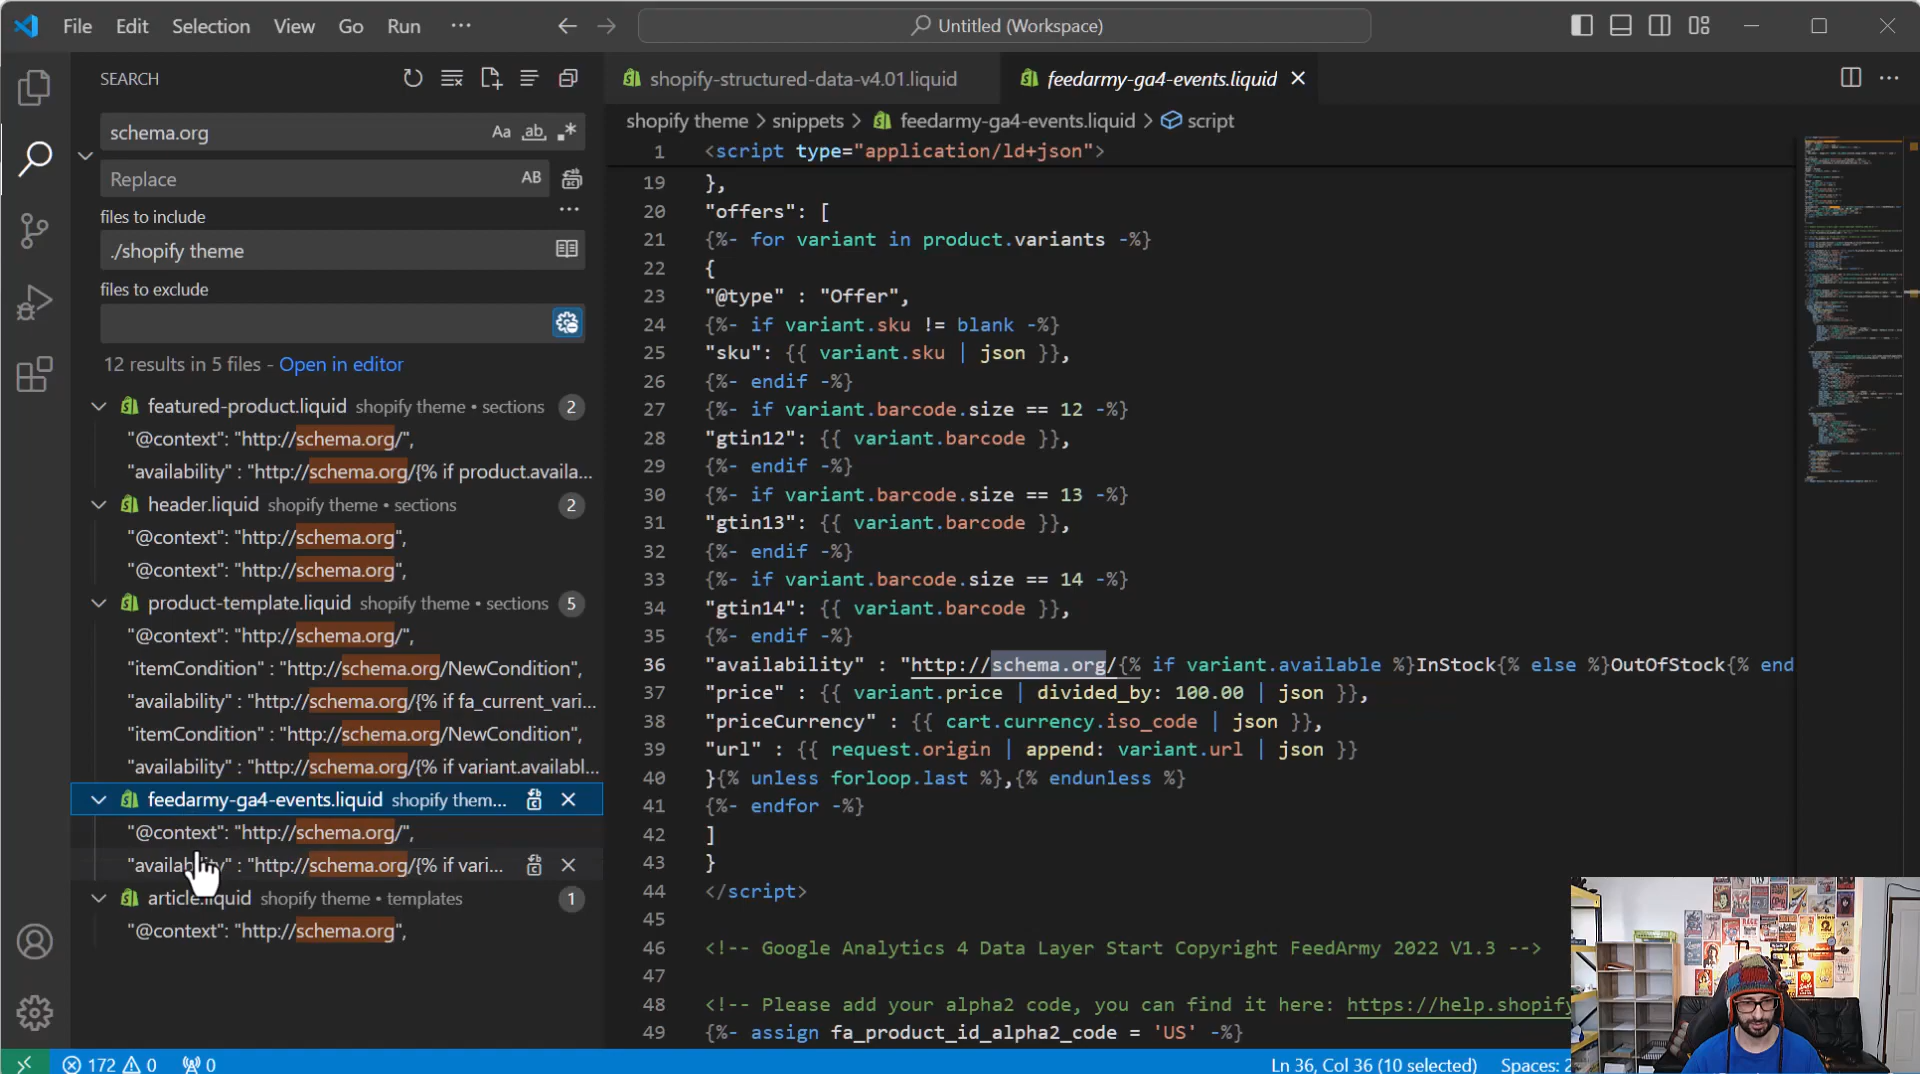 File Edit Selection View Go Run ···
Untitled (Workspace)
SEARCH
schema.org
Aa ab .*
Replace
AB
files to include
···
./shopify theme
files to exclude
12 results in 5 files - Open in editor
featured-product.liquid shopify theme • sections 2
"@context": "http://schema.org/",
"availability" : "http://schema.org/{% if product.availa...
header.liquid shopify theme • sections 2
"@context": "http://schema.org",
"@context": "http://schema.org",
product-template.liquid shopify theme • sections 5
"@context": "http://schema.org/",
"itemCondition" : "http://schema.org/NewCondition",
"availability" : "http://schema.org/{% if fa_current_vari...
"itemCondition" : "http://schema.org/NewCondition",
"availability" : "http://schema.org/{% if variant.availabl...
feedarmy-ga4-events.liquid shopify them...
"@context": "http://schema.org/",
"availability" : "http://schema.org/{% if vari...
article.liquid shopify theme • templates 1
"@context": "http://schema.org",
shopify-structured-data-v4.01.liquid
feedarmy-ga4-events.liquid
···
shopify theme > snippets > feedarmy-ga4-events.liquid > script
1 <script type="application/ld+json">
19 },
20 "offers": [
21 {%- for variant in product.variants -%}
22 {
23 "@type" : "Offer",
24 {%- if variant.sku != blank -%}
25 "sku": {{ variant.sku | json }},
26 {%- endif -%}
27 {%- if variant.barcode.size == 12 -%}
28 "gtin12": {{ variant.barcode }},
29 {%- endif -%}
30 {%- if variant.barcode.size == 13 -%}
31 "gtin13": {{ variant.barcode }},
32 {%- endif -%}
33 {%- if variant.barcode.size == 14 -%}
34 "gtin14": {{ variant.barcode }},
35 {%- endif -%}
36 "availability" : "http://schema.org/{% if variant.available %}InStock{% else %}OutOfStock{% end
37 "price" : {{ variant.price | divided_by: 100.00 | json }},
38 "priceCurrency" : {{ cart.currency.iso_code | json }},
39 "url" : {{ request.origin | append: variant.url | json }}
40 }{% unless forloop.last %},{% endunless %}
41 {%- endfor -%}
42 ]
43 }
44 </script>
45
46 <!-- Google Analytics 4 Data Layer Start Copyright FeedArmy 2022 V1.3 -->
47
48 <!-- Please add your alpha2 code, you can find it here: https://help.shopify
49 {%- assign fa_product_id_alpha2_code = 'US' -%}
172 0 0
Ln 36, Col 36 (10 selected) Spaces: 2